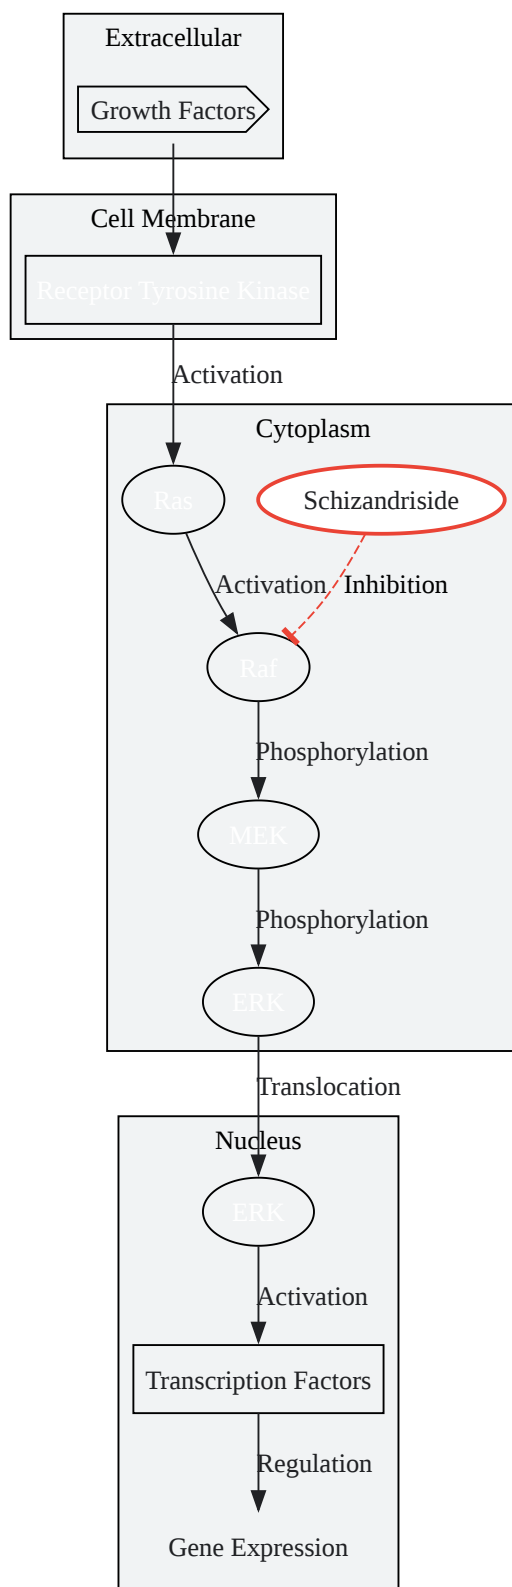 Extracellular
Growth Factors
Cell Membrane
Receptor Tyrosine Kinase
Activation
Cytoplasm
Ras
Schizandriside
Activation
Inhibition
Raf
Phosphorylation
MEK
Phosphorylation
ERK
Translocation
Nucleus
ERK
Activation
Transcription Factors
Regulation
Gene Expression